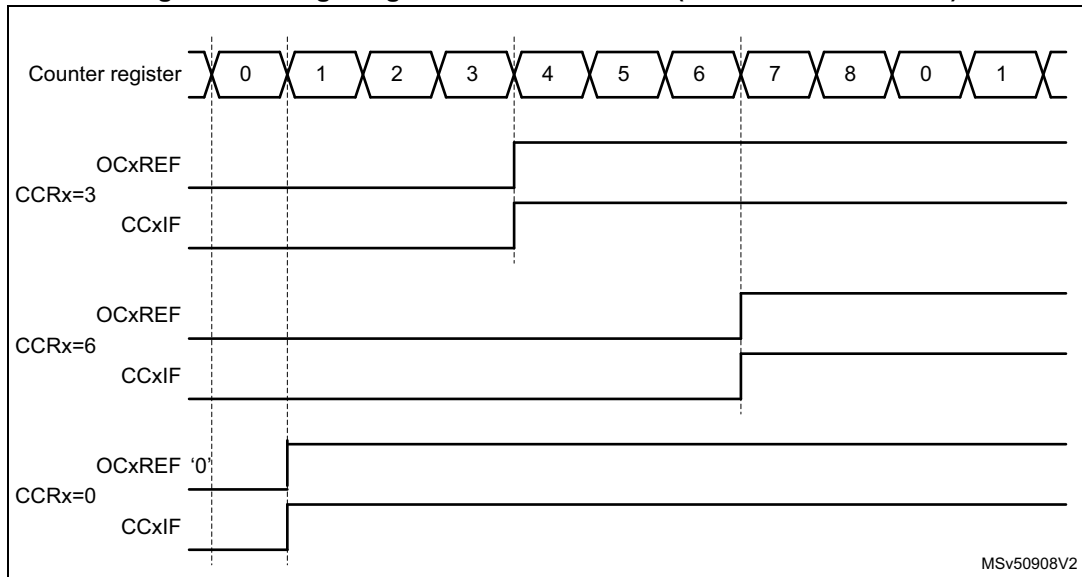 Counter register 0 1 2 3 4 5 6 7 8 0 1
OCxREF
CCRx=3
CCxIF
OCxREF
CCRx=6
CCxIF
OCxREF ‘0’
CCRx=0
CCxIF
MSv50908V2